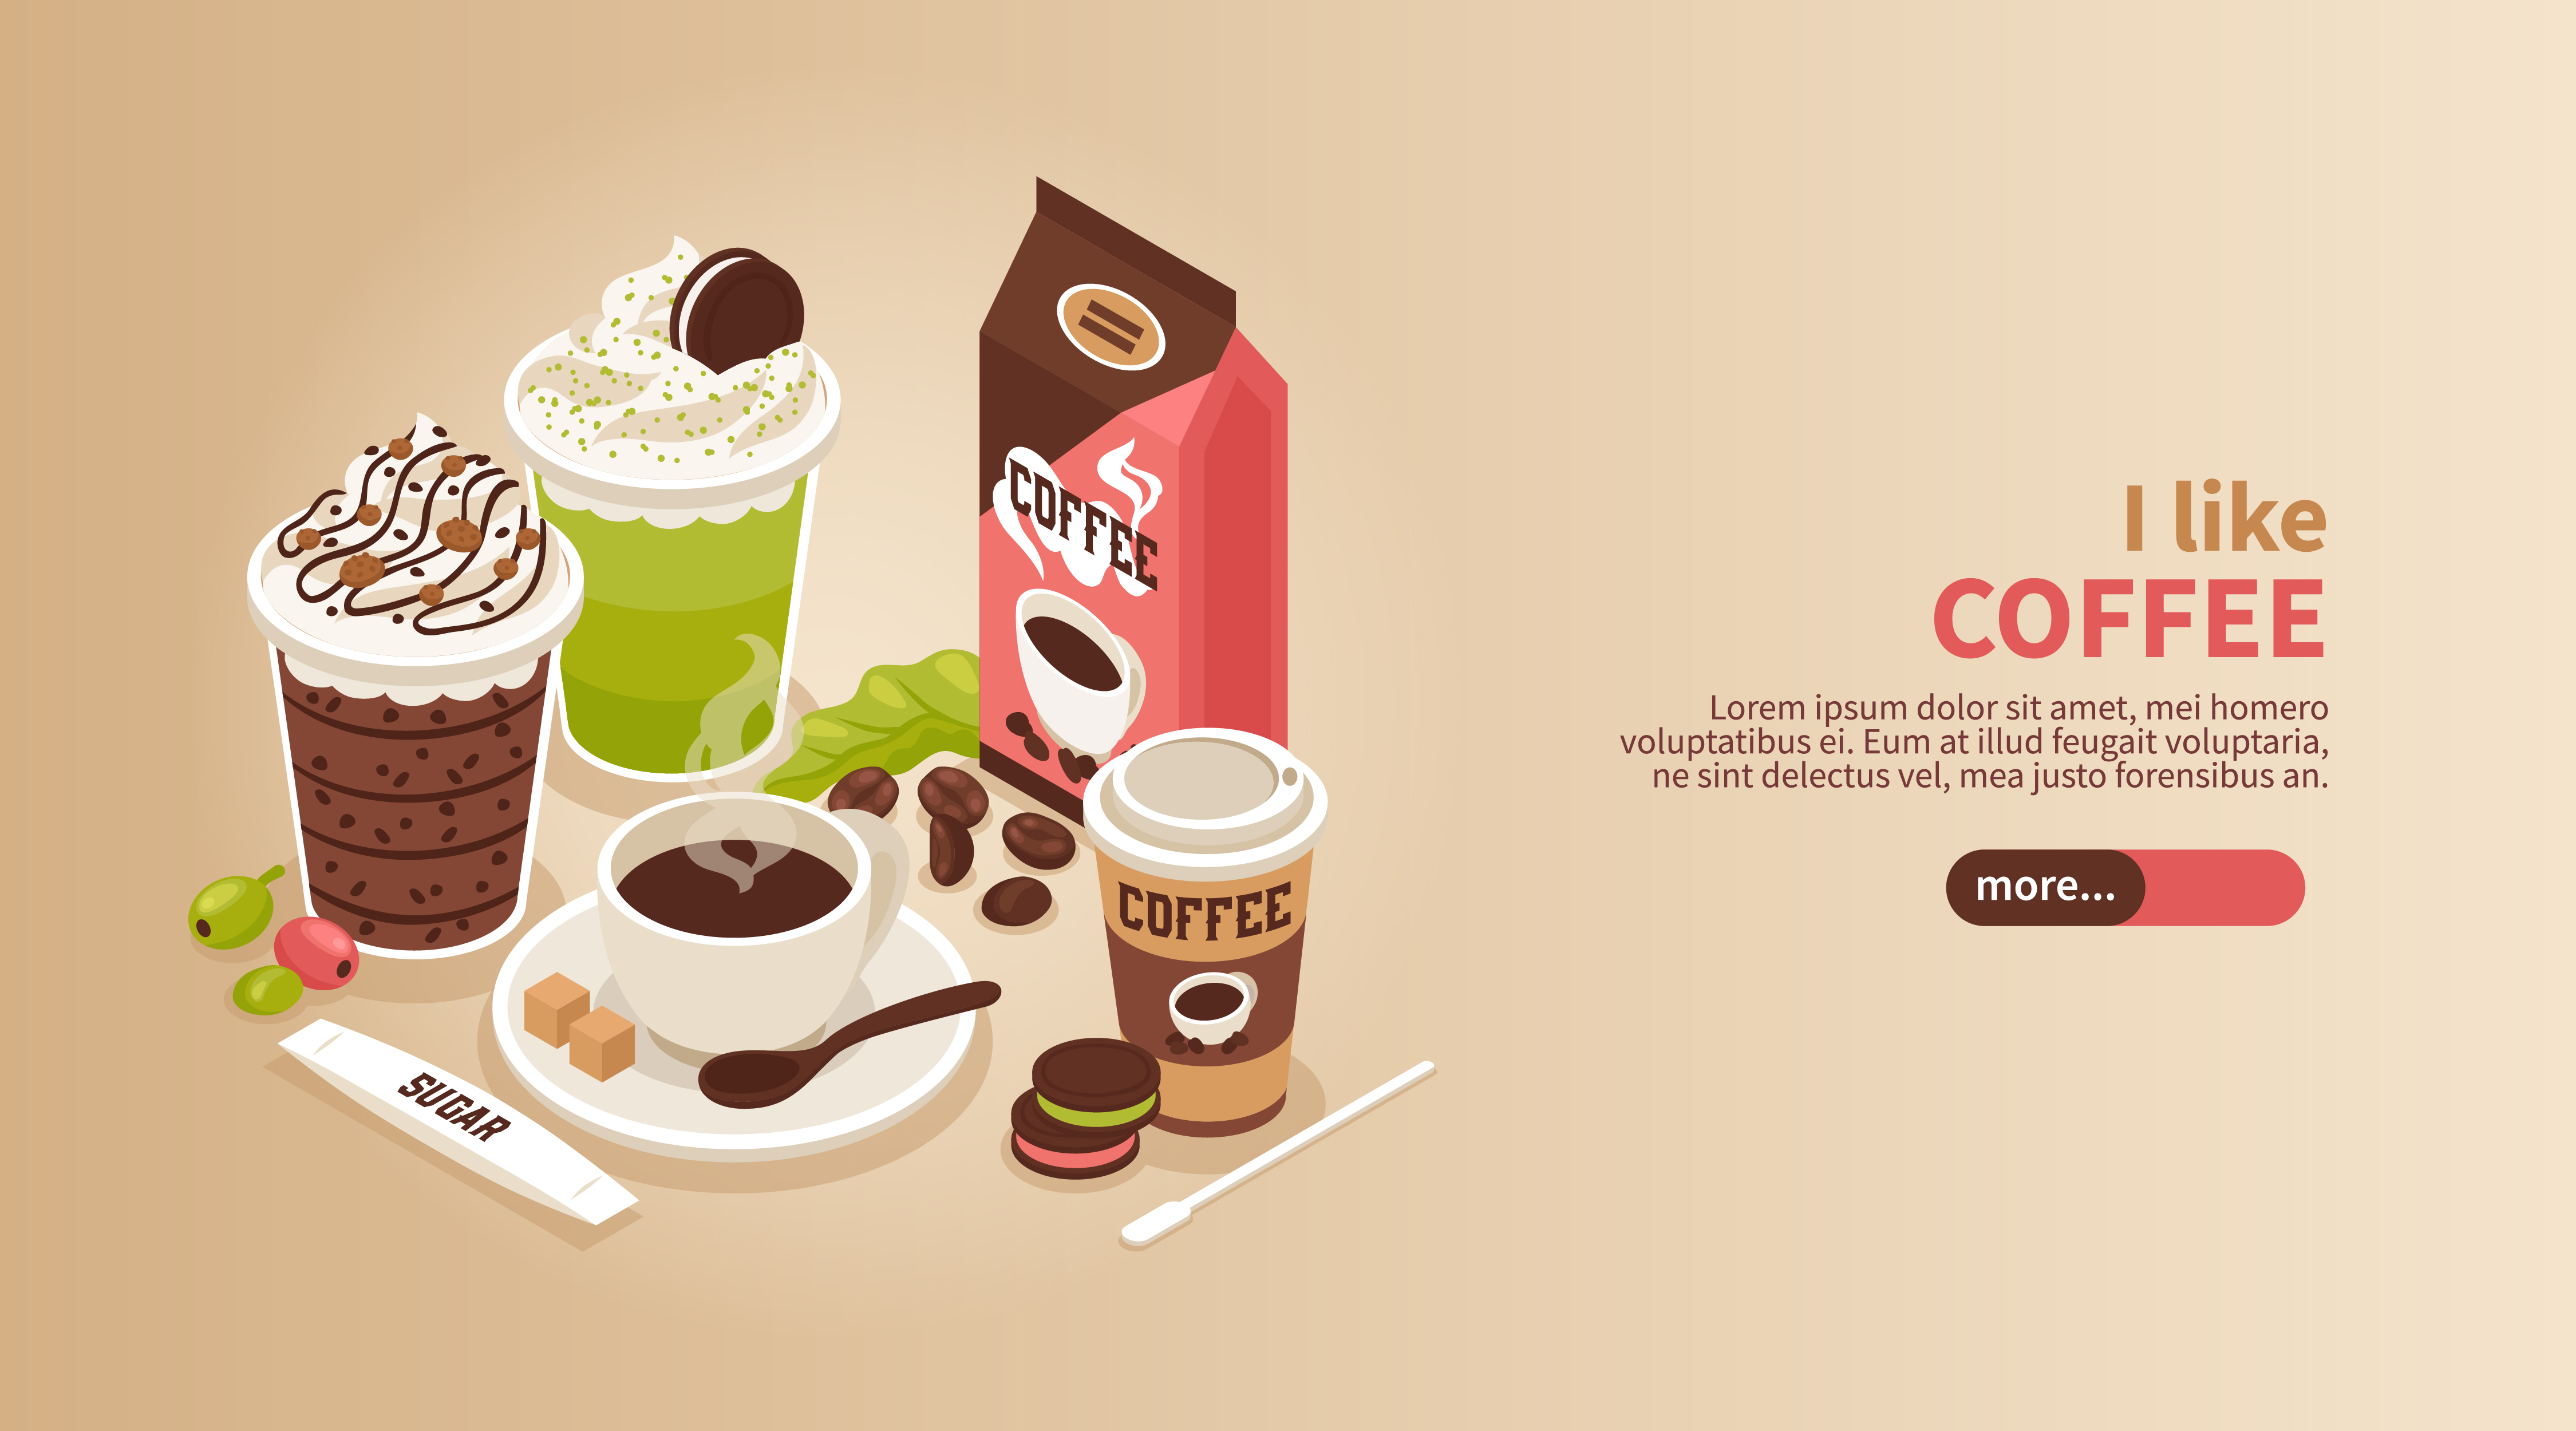 COFFEE
COFFEE
SUGAR
I like
COFFEE
Lorem ipsum dolor sit amet, mei homero
voluptatibus ei. Eum at illud feugait voluptaria,
ne sint delectus vel, mea justo forensibus an.
more...